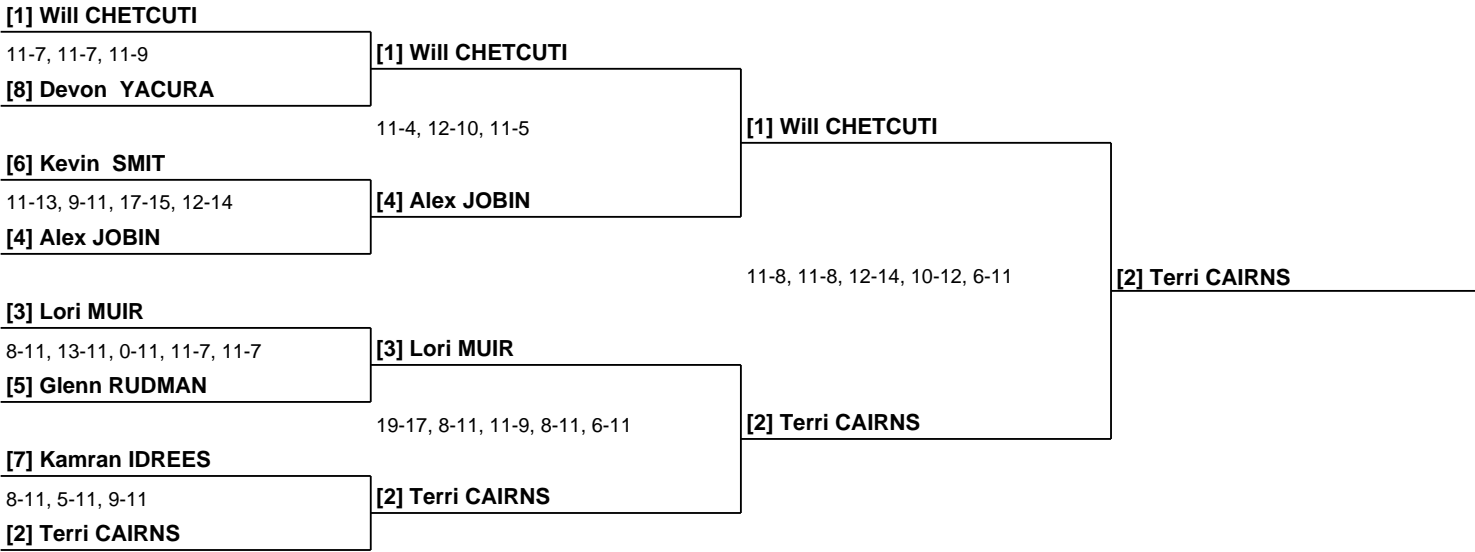 [1] Will CHETCUTI
11-7, 11-7, 11-9
[8] Devon  YACURA
[1] Will CHETCUTI
11-4, 12-10, 11-5
[6] Kevin  SMIT
11-13, 9-11, 17-15, 12-14
[4] Alex JOBIN
[4] Alex JOBIN
[1] Will CHETCUTI
11-8, 11-8, 12-14, 10-12, 6-11
[2] Terri CAIRNS
[3] Lori MUIR
8-11, 13-11, 0-11, 11-7, 11-7
[5] Glenn RUDMAN
[3] Lori MUIR
19-17, 8-11, 11-9, 8-11, 6-11
[2] Terri CAIRNS
[7] Kamran IDREES
8-11, 5-11, 9-11
[2] Terri CAIRNS
[2] Terri CAIRNS